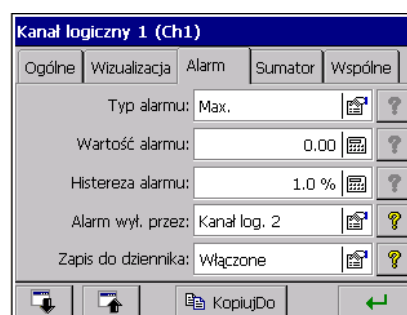 Kanał logiczny 1 (Ch1)
Ogólne Wizualizacja Alarm Sumator Wspólne
Typ alarmu: Max. ?
Wartość alarmu: 0.00 ?
Histereza alarmu: 1.0 % ?
Alarm wył. przez: Kanał log. 2 ?
Zapis do dziennika: Włączone ?
KopiujDo